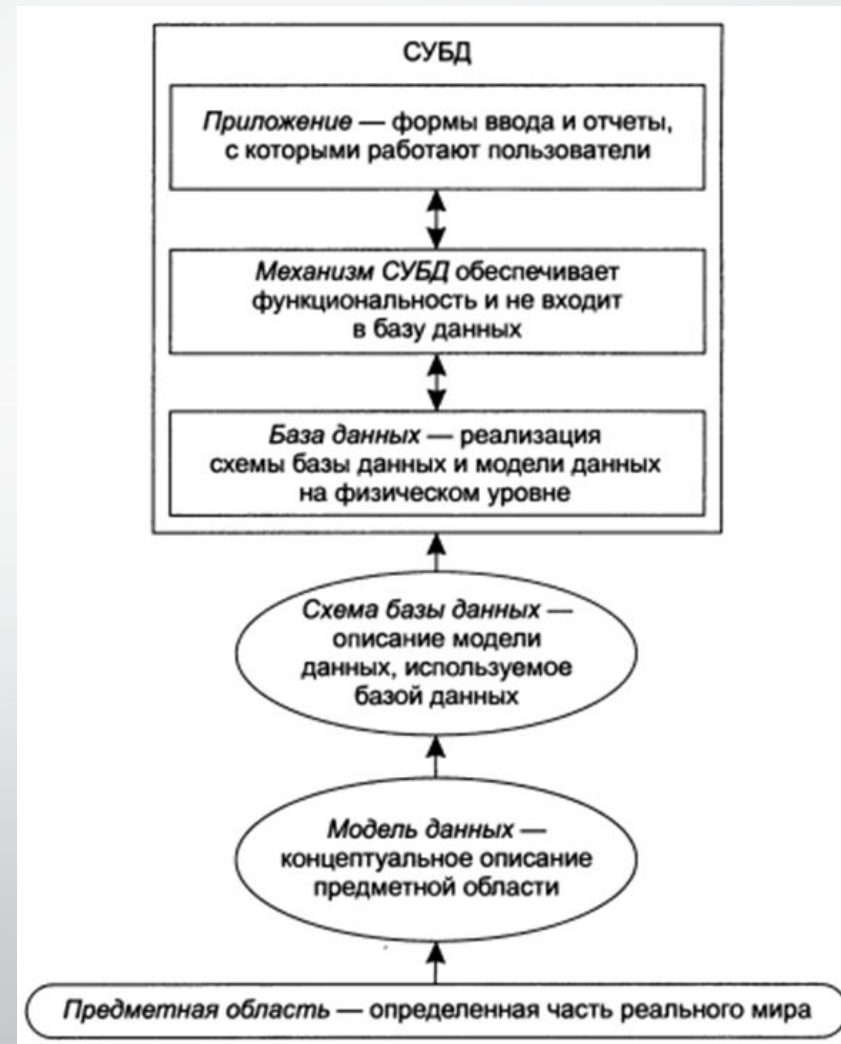 СУБД
Приложение — формы ввода и отчеты,
с которыми работают пользователи
Механизм СУБД обеспечивает
функциональность и не входит
в базу данных
База данных — реализация
схемы базы данных и модели данных
на физическом уровне
Схема базы данных —
описание модели
данных, используемое
базой данных
Модель данных —
концептуальное описание
предметной области
Предметная область — определенная часть реального мира